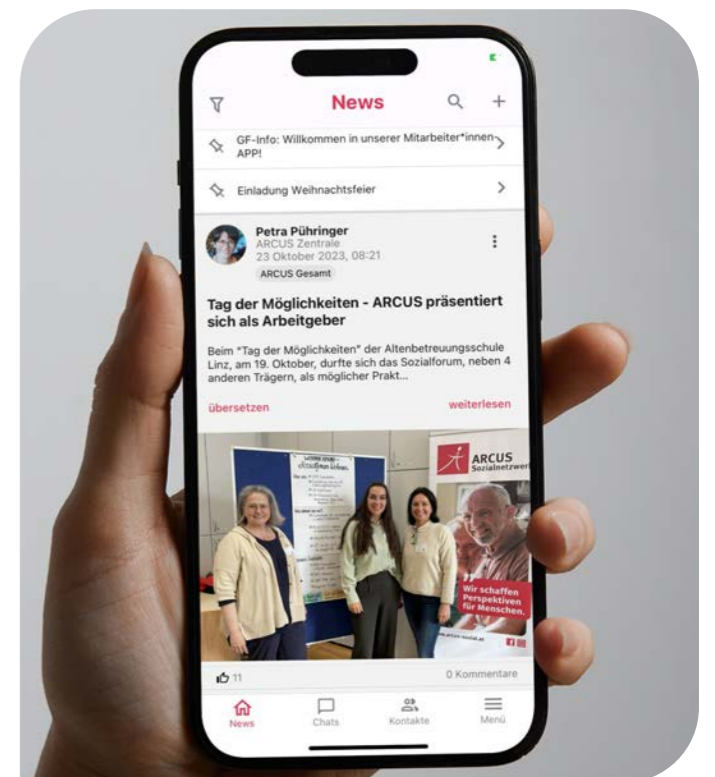 News
GF-Info: Willkommen in unserer Mitarbeiter*innen-
APP!
Einladung Weihnachtsfeier
Petra Pühringer
ARCUS Zentrale
23 Oktober 2023, 08:21
ARCUS Gesamt
Tag der Möglichkeiten - ARCUS präsentiert
sich als Arbeitgeber
Beim "Tag der Möglichkeiten" der Altenbetreuungsschule
Linz, am 19. Oktober, durfte sich das Sozialforum, neben 4
anderen Trägern, als möglicher Prakt...
übersetzen
weiterlesen
ARCUS
Sozialnetzwer
Wir schaffen
Perspektiven
für Menschen.
11
0 Kommentare
News
Chats
Kontakte
Menü